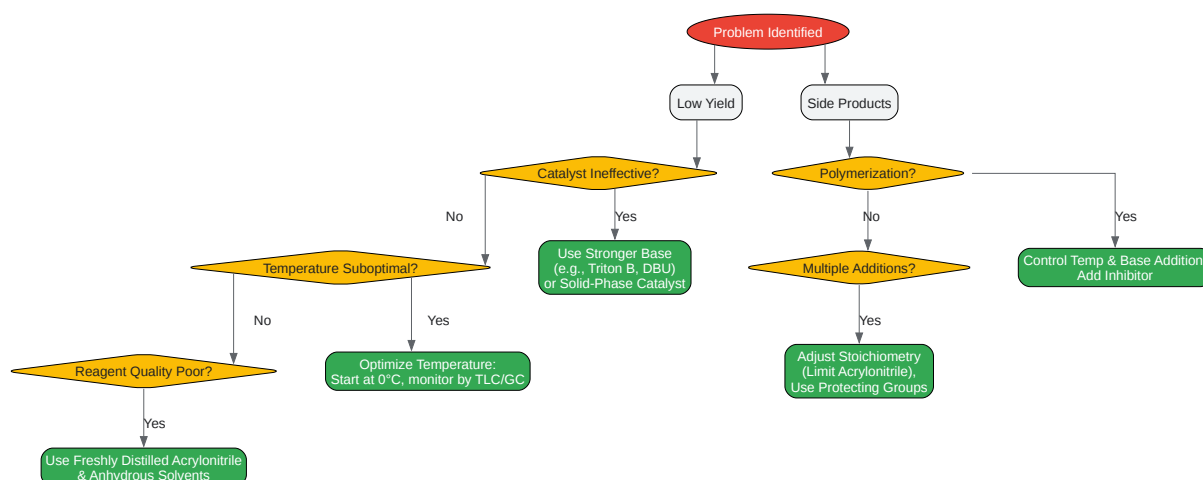 Problem Identified
Low Yield
Side Products
Catalyst Ineffective?
Polymerization?
No
Yes
No
Yes
Use Stronger Base
(e.g., Triton B, DBU)
or Solid-Phase Catalyst
Temperature Suboptimal?
Multiple Additions?
Control Temp & Base Addition
Add Inhibitor
No
Yes
Yes
Reagent Quality Poor?
Optimize Temperature:
Start at 0°C, monitor by TLC/GC
Adjust Stoichiometry
(Limit Acrylonitrile),
Use Protecting Groups
Yes
Use Freshly Distilled Acrylonitrile
& Anhydrous Solvents